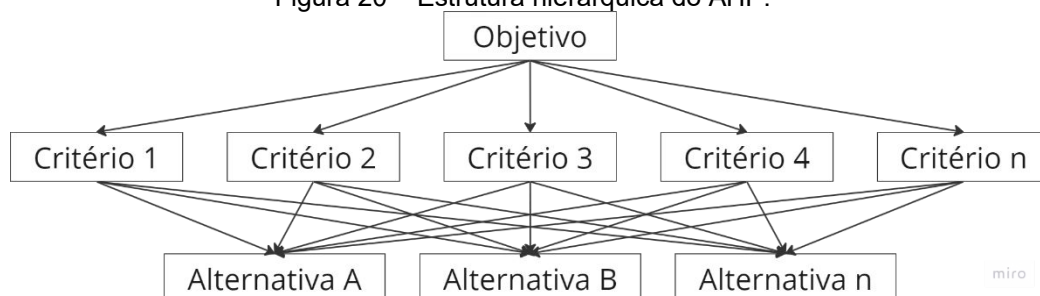 Figura 20 – Estrutura hierárquica do AHP.
Objetivo
Critério 1 Critério 2 Critério 3 Critério 4 Critério n
Alternativa A Alternativa B Alternativa n
miro